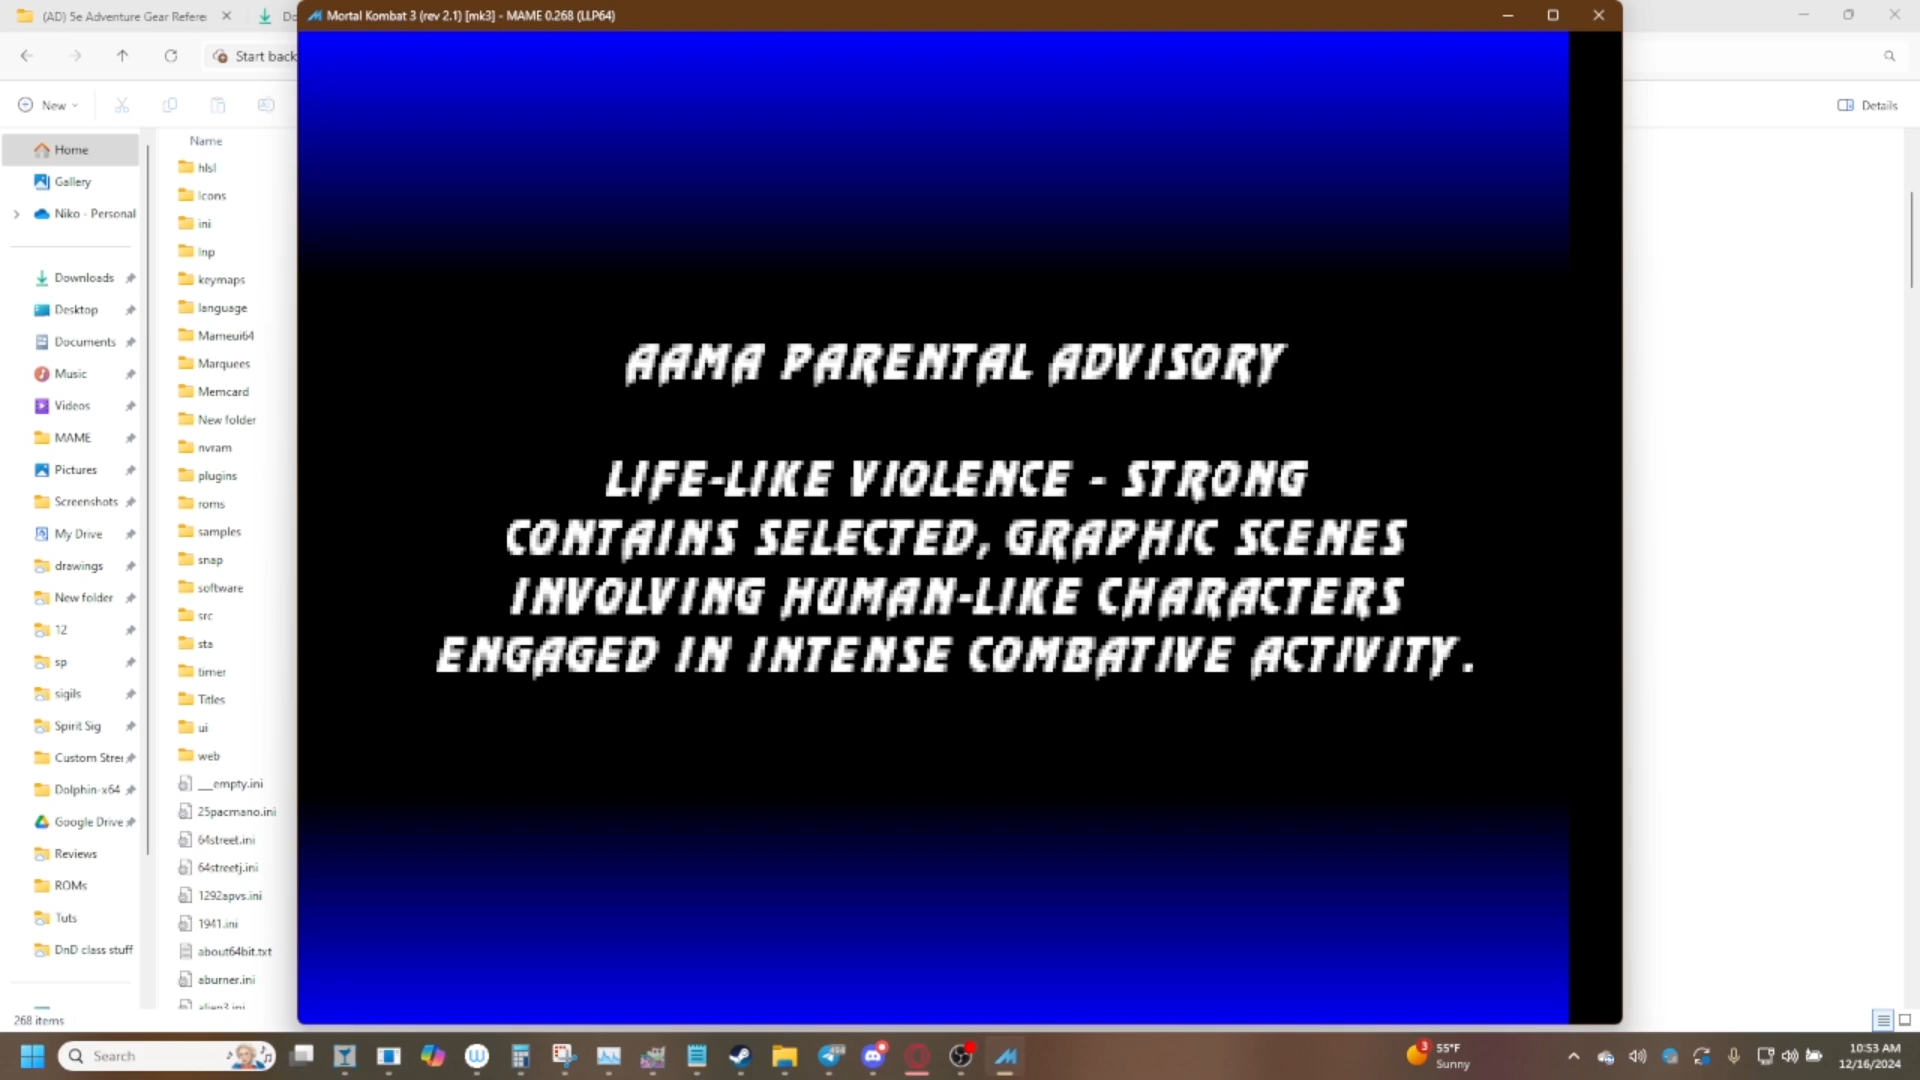 (AD) 5e Adventure Gear Refere
Do
Mortal Kombat 3 (rev 2.1) [mk3] - MAME 0.268 (LLP64)
Start back
New
Details
Home
Gallery
Niko - Personal
Downloads
Desktop
Documents
Music
Videos
MAME
Pictures
Screenshots
My Drive
drawings
New folder
12
sp
sigils
Spirit Sig
Custom Stre
Dolphin-x64
Google Drive
Reviews
ROMs
Tuts
DnD class stuff
Name
hlsl
Icons
ini
inp
keymaps
language
Mameui64
Marquees
Memcard
New folder
nvram
plugins
roms
samples
snap
software
src
sta
timer
Titles
ui
web
__empty.ini
25pacmano.ini
64street.ini
64streetj.ini
1292apvs.ini
1941.ini
about64bit.txt
aburner.ini
alien3.ini
AAMA PARENTAL ADVISORY
LIFE-LIKE VIOLENCE - STRONG
CONTAINS SELECTED, GRAPHIC SCENES
INVOLVING HUMAN-LIKE CHARACTERS
ENGAGED IN INTENSE COMBATIVE ACTIVITY.
268 items
Search
3
55°F
Sunny
10:53 AM
12/16/2024